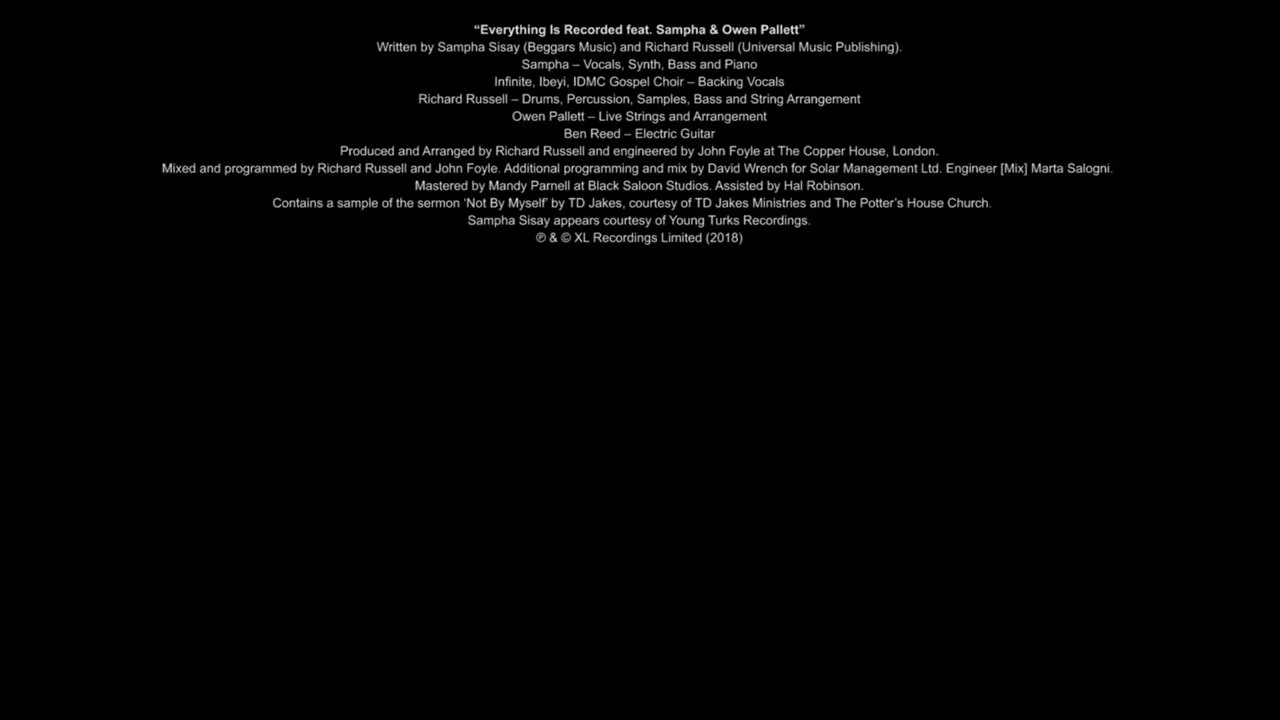 “Everything Is Recorded feat. Sampha & Owen Pallett”
Written by Sampha Sisay (Beggars Music) and Richard Russell (Universal Music Publishing).
Sampha – Vocals, Synth, Bass and Piano
Infinite, Ibeyi, IDMC Gospel Choir – Backing Vocals
Richard Russell – Drums, Percussion, Samples, Bass and String Arrangement
Owen Pallett – Live Strings and Arrangement
Ben Reed – Electric Guitar
Produced and Arranged by Richard Russell and engineered by John Foyle at The Copper House, London.
Mixed and programmed by Richard Russell and John Foyle. Additional programming and mix by David Wrench for Solar Management Ltd. Engineer [Mix] Marta Salogni.
Mastered by Mandy Parnell at Black Saloon Studios. Assisted by Hal Robinson.
Contains a sample of the sermon ‘Not By Myself’ by TD Jakes, courtesy of TD Jakes Ministries and The Potter’s House Church.
Sampha Sisay appears courtesy of Young Turks Recordings.
℗ & © XL Recordings Limited (2018)